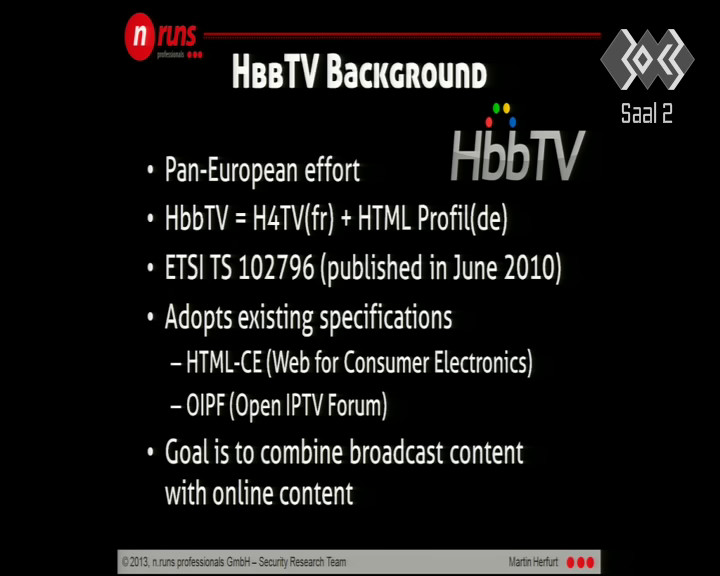 n runs
professionals
HBBTV BACKGROUND
Saal 2
HbbTV
• Pan-European effort
• HbbTV = H4TV(fr) + HTML Profil(de)
• ETSI TS 102796 (published in June 2010)
• Adopts existing specifications
– HTML-CE (Web for Consumer Electronics)
– OIPF (Open IPTV Forum)
• Goal is to combine broadcast content
with online content
© 2013, n.runs professionals GmbH – Security Research Team
Martin Herfurt